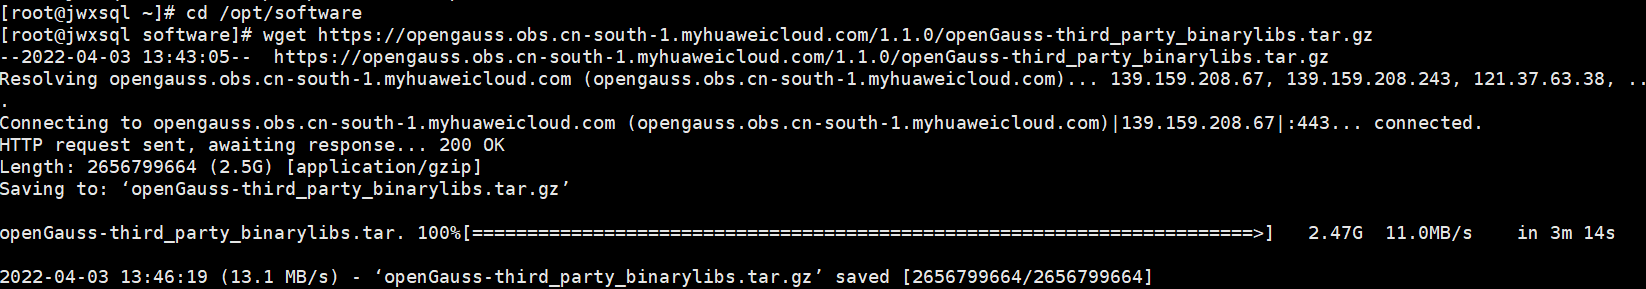 [root@jwxsql ~]# cd /opt/software
[root@jwxsql software]# wget https://opengauss.obs.cn-south-1.myhuaweicloud.com/1.1.0/openGauss-third_party_binarylibs.tar.gz
--2022-04-03 13:43:05--  https://opengauss.obs.cn-south-1.myhuaweicloud.com/1.1.0/openGauss-third_party_binarylibs.tar.gz
Resolving opengauss.obs.cn-south-1.myhuaweicloud.com (opengauss.obs.cn-south-1.myhuaweicloud.com)... 139.159.208.67, 139.159.208.243, 121.37.63.38, ..
.
Connecting to opengauss.obs.cn-south-1.myhuaweicloud.com (opengauss.obs.cn-south-1.myhuaweicloud.com)|139.159.208.67|:443... connected.
HTTP request sent, awaiting response... 200 OK
Length: 2656799664 (2.5G) [application/gzip]
Saving to: ‘openGauss-third_party_binarylibs.tar.gz’
openGauss-third_party_binarylibs.tar. 100%[=======================================================================>]   2.47G  11.0MB/s    in 3m 14s
2022-04-03 13:46:19 (13.1 MB/s) - ‘openGauss-third_party_binarylibs.tar.gz’ saved [2656799664/2656799664]